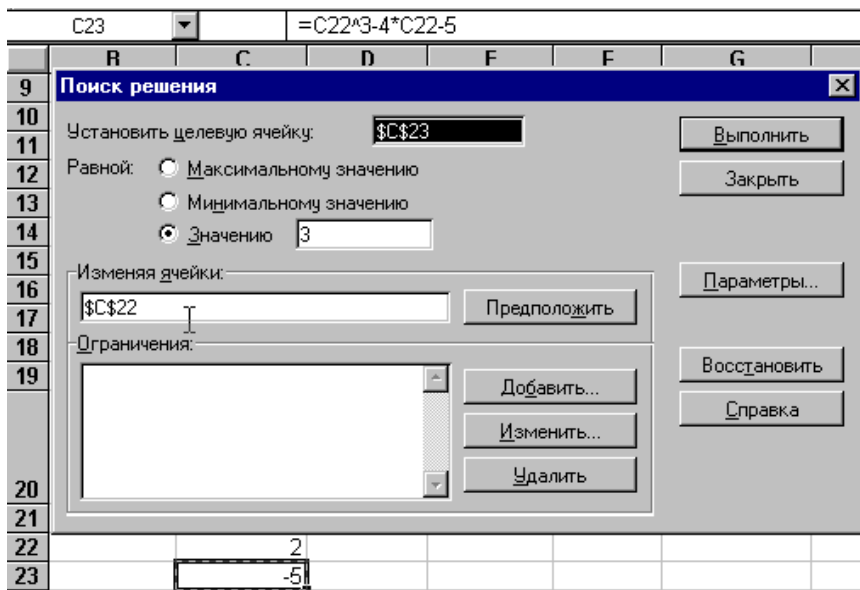 C23 =C22^3-4*C22-5
B C D E F G
9 Поиск решения
10
11 Установить целевую ячейку: $C$23 Выполнить
12 Равной: Максимальному значению Закрыть
13 Минимальному значению
14 Значению 3
15 Изменяя ячейки:
16 Параметры...
17 $C$22 Предположить
18 Ограничения:
19 Восстановить
Добавить...
Справка
Изменить...
20 Удалить
21
22 2
23 -5